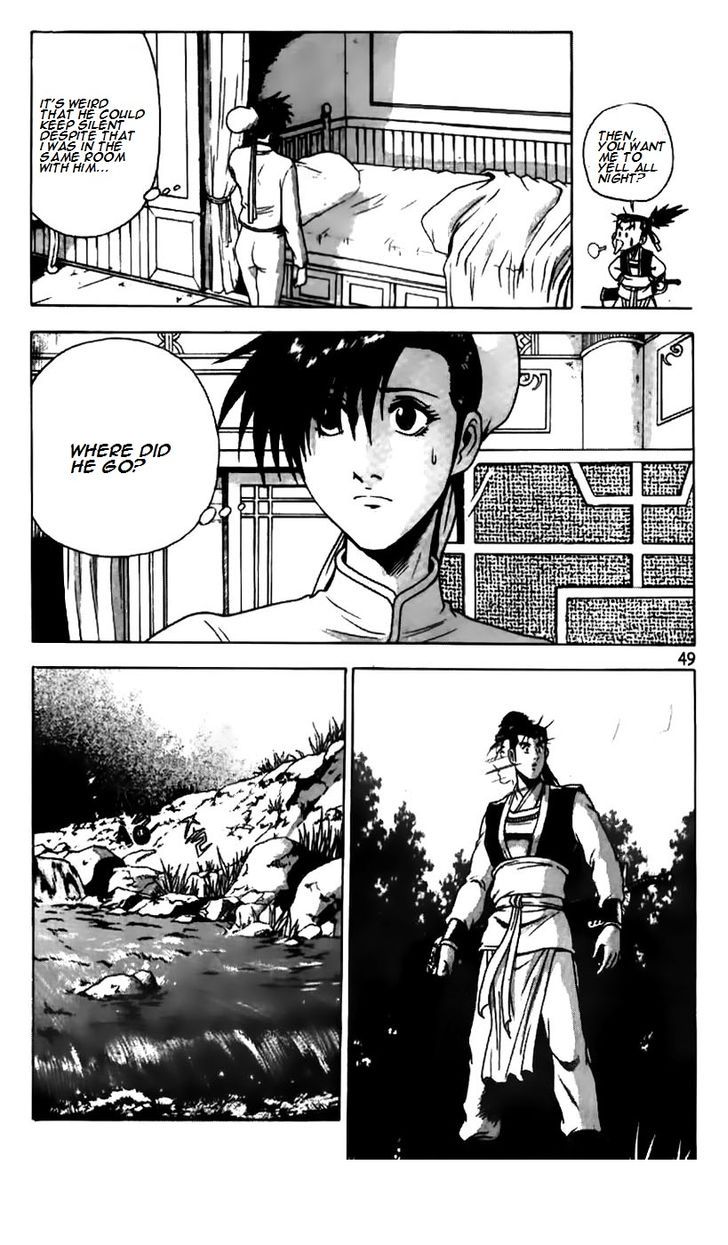 IT'S WEIRD
THAT HE COULD
KEEP SILENT
DESPITE THAT
I WAS IN THE
SAME ROOM
WITH HIM...
THEN,
YOU WANT
ME TO
YELL ALL
NIGHT?
WHERE DID
HE GO?
49